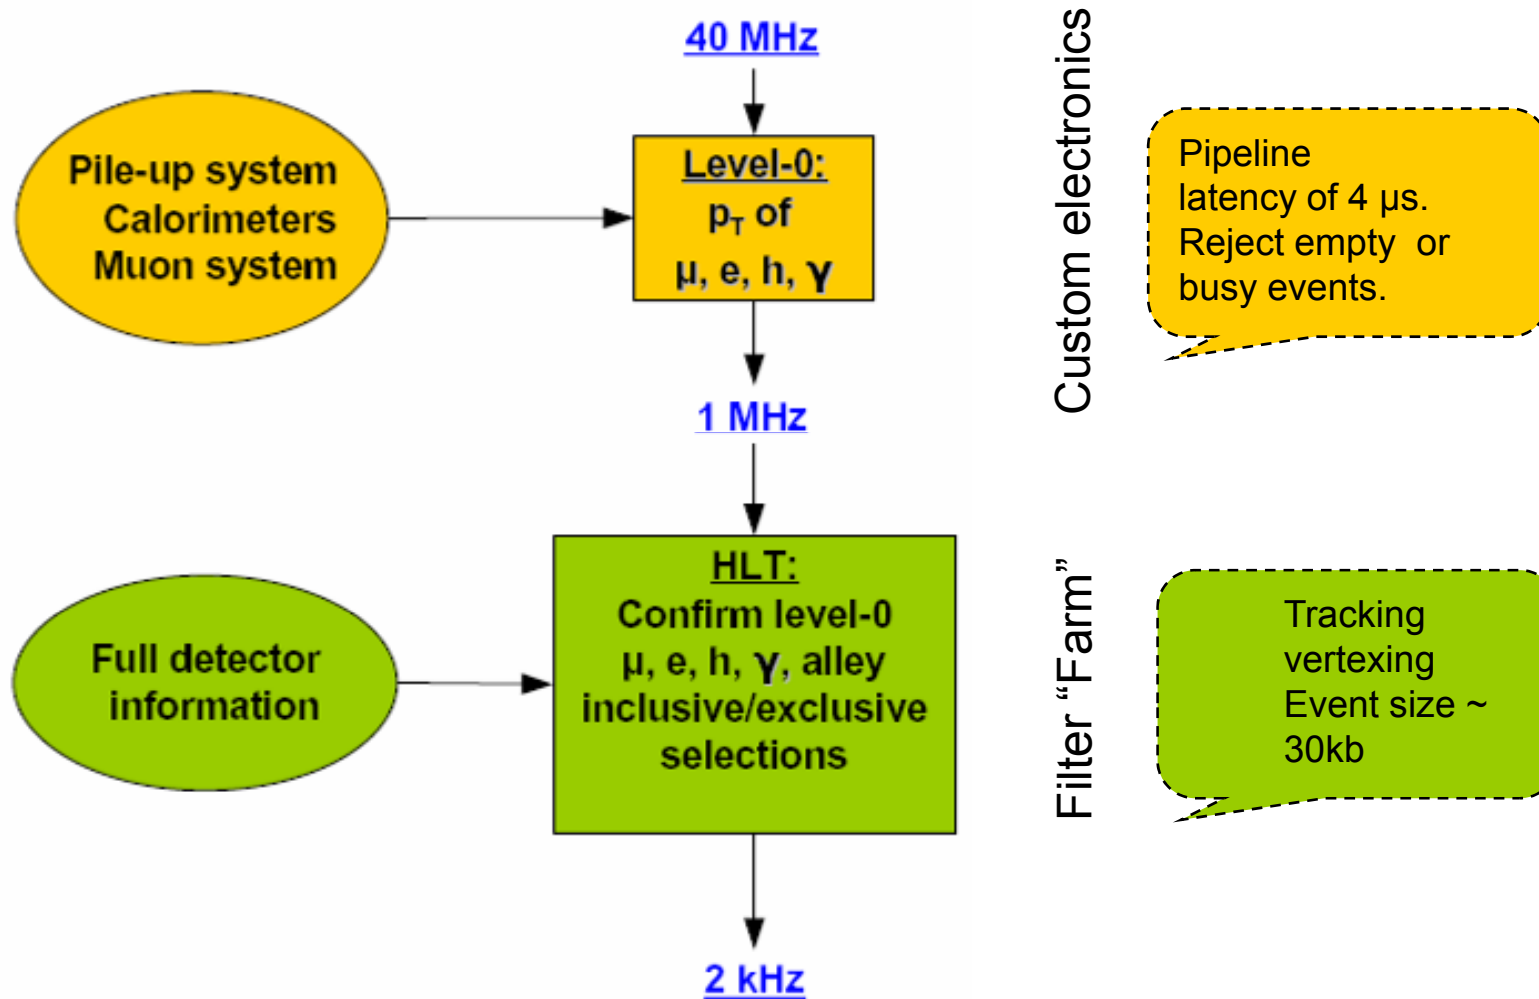 40 MHz
Custom electronics
Pile-up system
Calorimeters
Muon system
Level-0:
pT of
μ, e, h, γ
Pipeline
latency of 4 μs.
Reject empty or
busy events.
1 MHz
Full detector
information
HLT:
Confirm level-0
μ, e, h, γ, alley
inclusive/exclusive
selections
Filter “Farm”
Tracking
vertexing
Event size ~
30kb
2 kHz